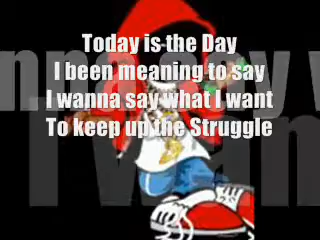 Today is the Day
I been meaning to say
I wanna say what I want
To keep up the Struggle